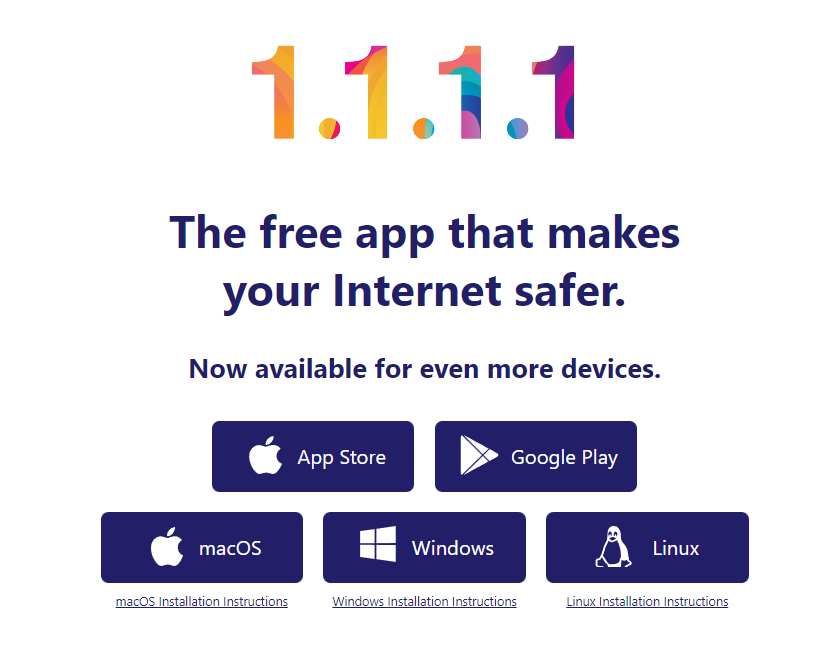 1.1.1.1
The free app that makes
your Internet safer.
Now available for even more devices.
App Store
Google Play
macOS
Windows
Linux
macOS Installation Instructions
Windows Installation Instructions
Linux Installation Instructions